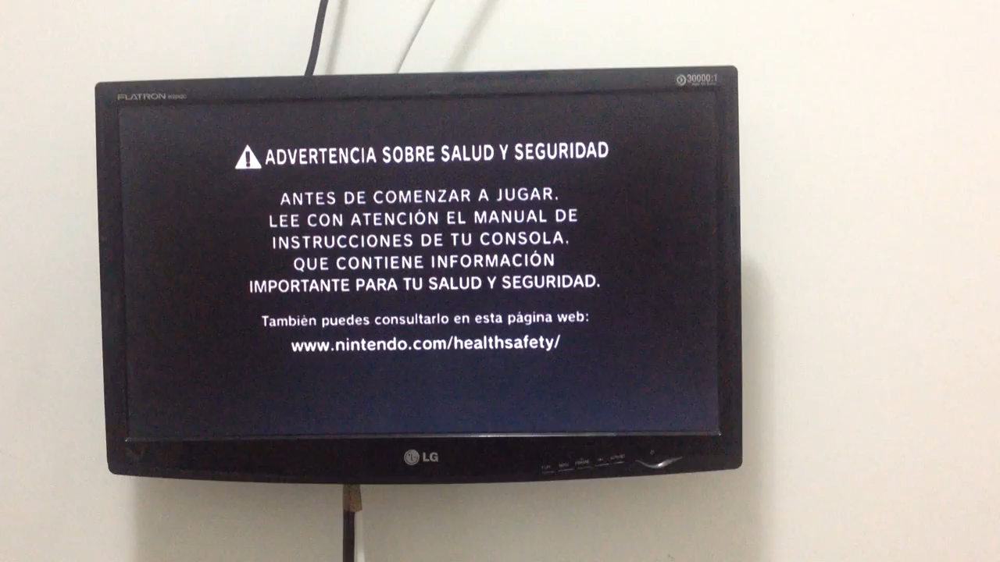 FLATRON
30000:1
ADVERTENCIA SOBRE SALUD Y SEGURIDAD
ANTES DE COMENZAR A JUGAR.
LEE CON ATENCIÓN EL MANUAL DE
INSTRUCCIONES DE TU CONSOLA.
QUE CONTIENE INFORMACIÓN
IMPORTANTE PARA TU SALUD Y SEGURIDAD.
También puedes consultarlo en esta página web:
www.nintendo.com/healthsafety/
LG